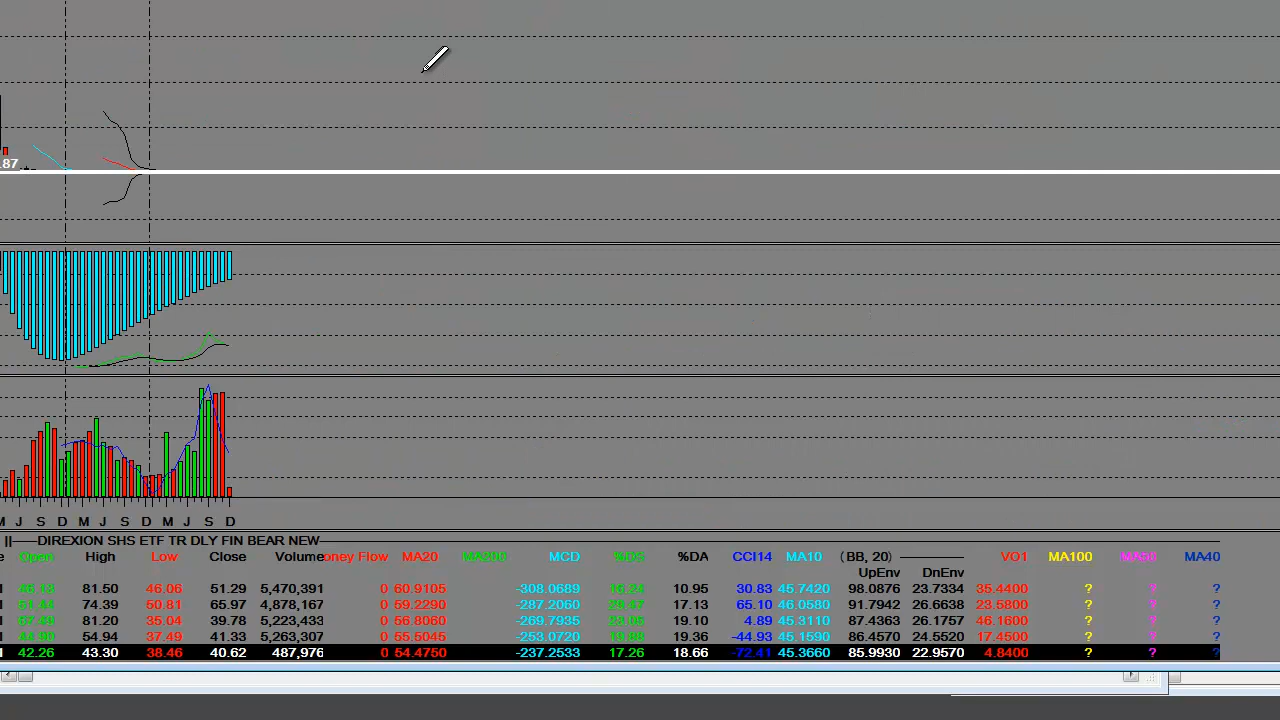 .87
M J S D M J S D M J S D
||-----DIREXION SHS ETF TR DLY FIN BEAR NEW
e Open High Low Close Volume oney Flow MA20 MA200 MCD %DS %DA CCI14 MA10 (BB, 20) VO1 MA100 MA50 MA40
UpEnv DnEnv
81.50 46.06 51.29 5,470,391 0 60.9105 -308.0689 10.95 30.83 45.7420 98.0876 23.7334 35.4400 ? ? ?
74.39 50.81 65.97 4,878,167 0 59.2290 -287.2060 17.13 65.10 46.0580 91.7942 26.6638 23.5800 ? ? ?
81.20 35.04 39.78 5,223,433 0 56.8060 -269.7935 19.10 4.89 45.3110 87.4363 26.1757 46.1600 ? ? ?
54.94 37.49 41.33 5,263,307 0 55.5045 -253.0720 19.36 -44.93 45.1590 86.4570 24.5520 17.4500 ? ? ?
42.26 43.30 38.46 40.62 487,976 0 54.4750 -237.2533 17.26 18.66 -72.41 45.3660 85.9930 22.9570 4.8400 ? ? ?